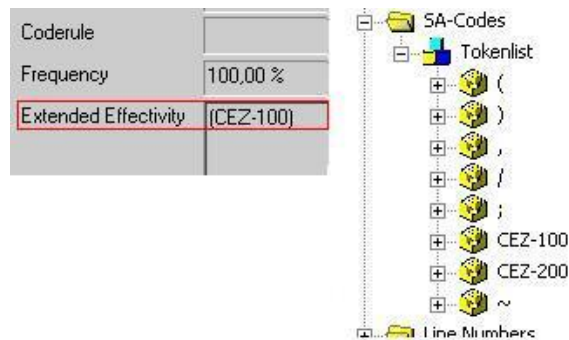 Coderule
Frequency 100,00 %
Extended Effectivity (CEZ-100)
SA-Codes
Tokenlist
(
)
,
/
;
CEZ-100
CEZ-200
~
Line Numbers